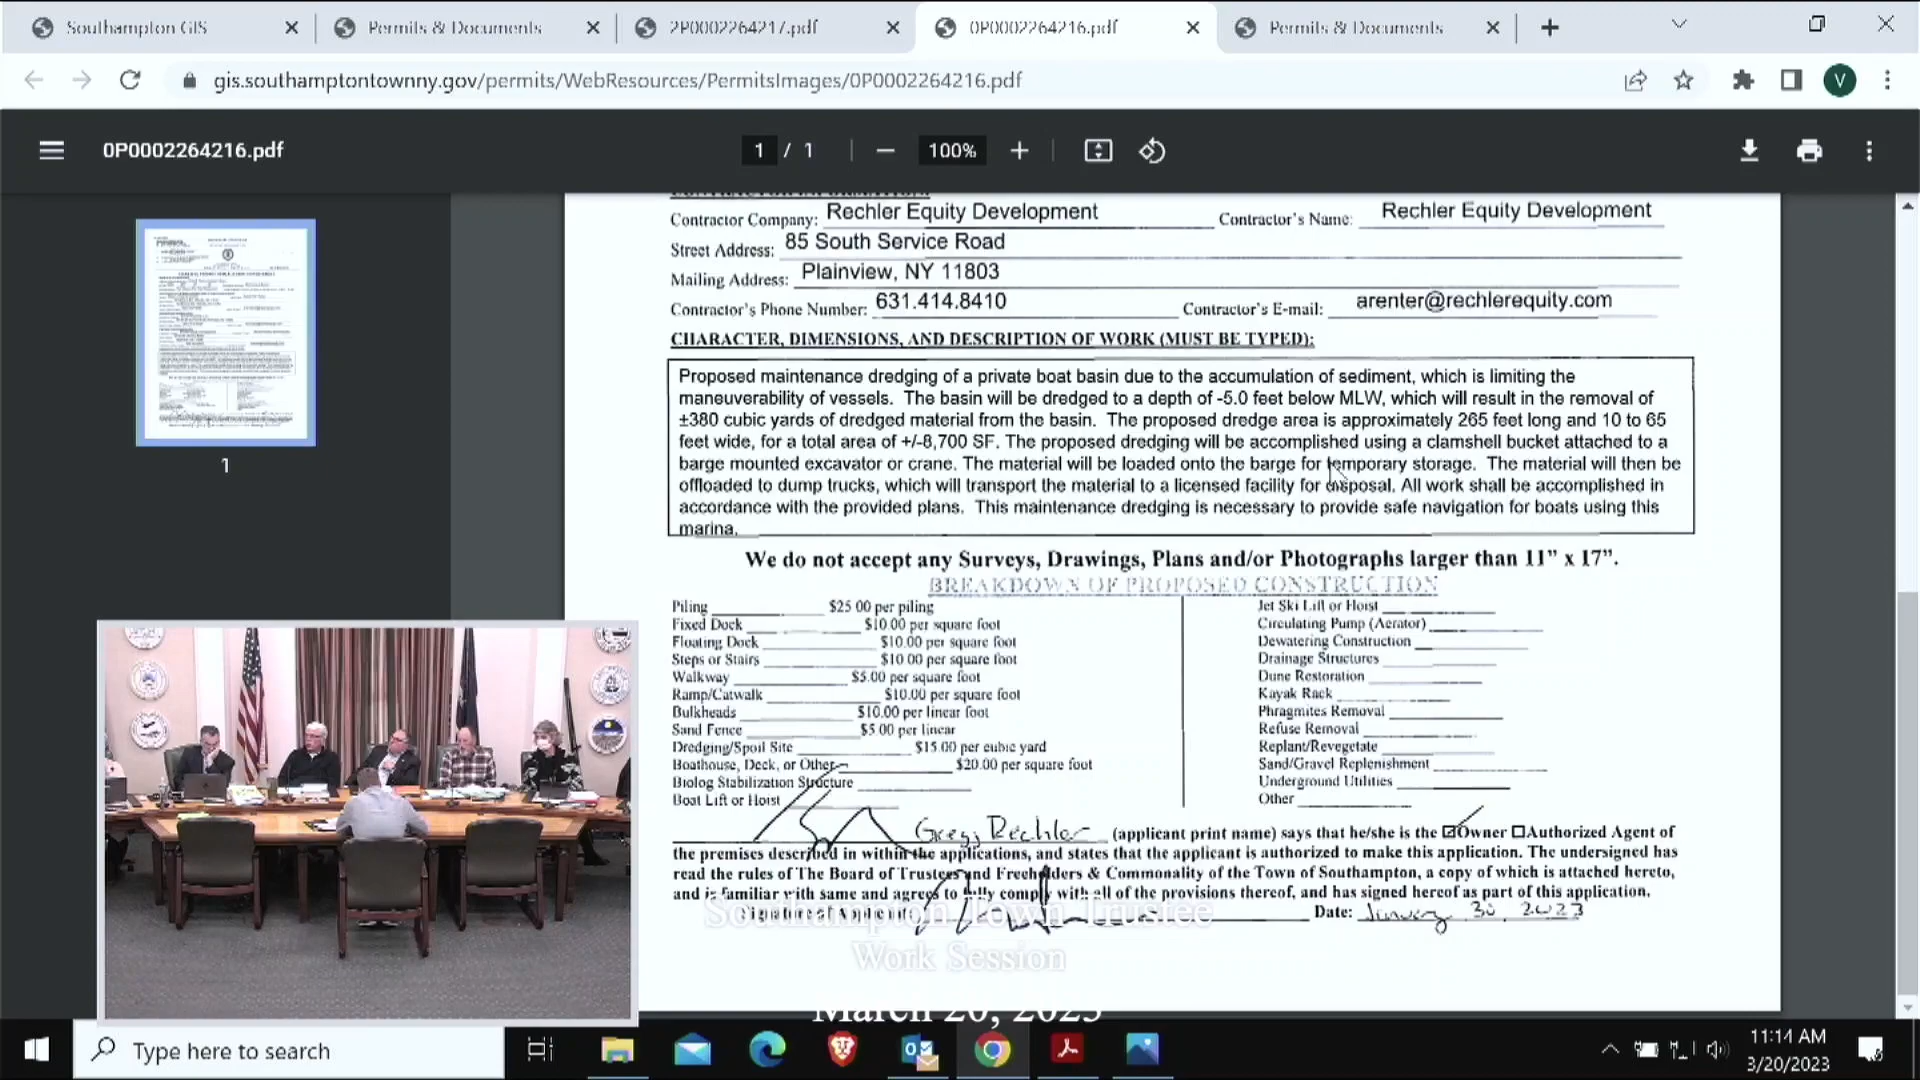 Southampton GIS
Permits & Documents
2P0002264217.pdf
0P0002264216.pdf
Permits & Documents
gis.southamptontownny.gov/permits/WebResources/PermitsImages/0P0002264216.pdf
V
0P0002264216.pdf
1 / 1
100%
1
Contractor Company: Rechler Equity Development Contractor's Name: Rechler Equity Development
Street Address: 85 South Service Road
Mailing Address: Plainview, NY 11803
Contractor's Phone Number: 631.414.8410 Contractor's E-mail: arenter@rechlerequity.com
CHARACTER, DIMENSIONS, AND DESCRIPTION OF WORK (MUST BE TYPED):
Proposed maintenance dredging of a private boat basin due to the accumulation of sediment, which is limiting the
maneuverability of vessels. The basin will be dredged to a depth of -5.0 feet below MLW, which will result in the removal of
±380 cubic yards of dredged material from the basin. The proposed dredge area is approximately 265 feet long and 10 to 65
feet wide, for a total area of +/-8,700 SF. The proposed dredging will be accomplished using a clamshell bucket attached to a
barge mounted excavator or crane. The material will be loaded onto the barge for temporary storage. The material will then be
offloaded to dump trucks, which will transport the material to a licensed facility for disposal. All work shall be accomplished in
accordance with the provided plans. This maintenance dredging is necessary to provide safe navigation for boats using this
marina.
We do not accept any Surveys, Drawings, Plans and/or Photographs larger than 11" x 17".
BREAKDOWN OF PROPOSED CONSTRUCTION
Piling $25.00 per piling
Fixed Dock $10.00 per square foot
Floating Dock $10.00 per square foot
Steps or Stairs $10.00 per square foot
Walkway $5.00 per square foot
Ramp/Catwalk $10.00 per square foot
Bulkheads $10.00 per linear foot
Sand Fence $5.00 per linear
Dredging/Spoil Site $15.00 per cubic yard
Boathouse, Deck, or Other $20.00 per square foot
Biolog Stabilization Structure
Boat Lift or Hoist
Jet Ski Lift or Hoist
Circulating Pump (Aerator)
Dewatering Construction
Drainage Structures
Dune Restoration
Kayak Rack
Phragmites Removal
Refuse Removal
Replant/Revegetate
Sand/Gravel Replenishment
Underground Utilities
Other
Gregg Rechler (applicant print name) says that he/she is the ☑Owner ☐Authorized Agent of
the premises described in within the applications, and states that the applicant is authorized to make this application. The undersigned has
read the rules of The Board of Trustees and Freeholders & Commonality of the Town of Southampton, a copy of which is attached hereto,
and is familiar with same and agrees to fully comply with all of the provisions thereof, and has signed hereof as part of this application.
Signature of Applicant: Date: January 30, 2023
Southampton Town Trustee
Work Session
March 20, 2023
Type here to search
11:14 AM
3/20/2023